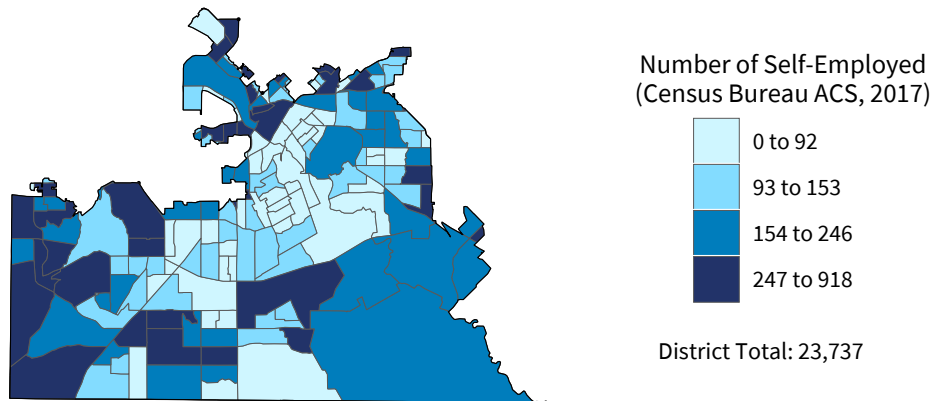 Number of Self-Employed
(Census Bureau ACS, 2017)
0 to 92
93 to 153
154 to 246
247 to 918
District Total: 23,737